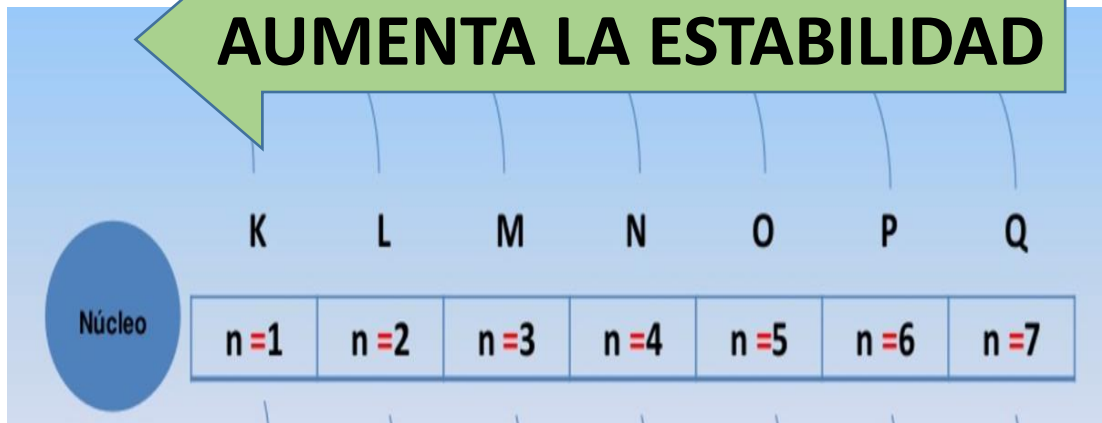 AUMENTA LA ESTABILIDAD
K L M N O P Q
Núcleo
n =1 n =2 n =3 n =4 n =5 n =6 n =7